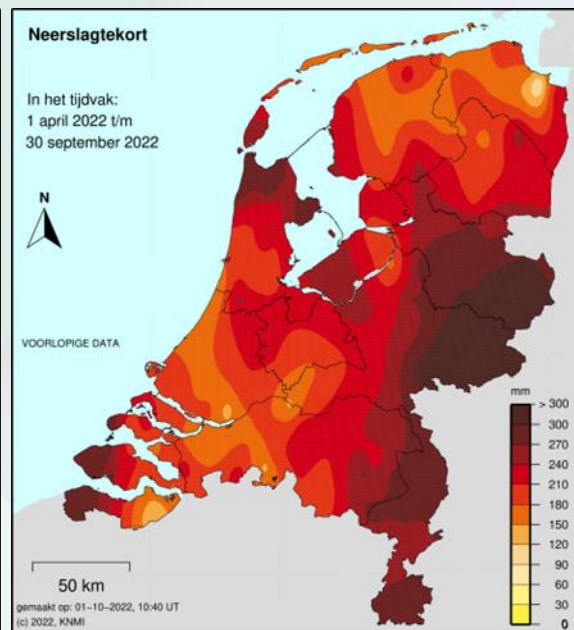 Neerslagtekort
In het tijdvak:
1 april 2022 t/m
30 september 2022
N
VOORLOPIGE DATA
mm
> 300
300
270
240
210
180
150
120
90
60
30
0
50 km
gemaakt op: 01-10-2022, 10:40 UT
(c) 2022, KNMI